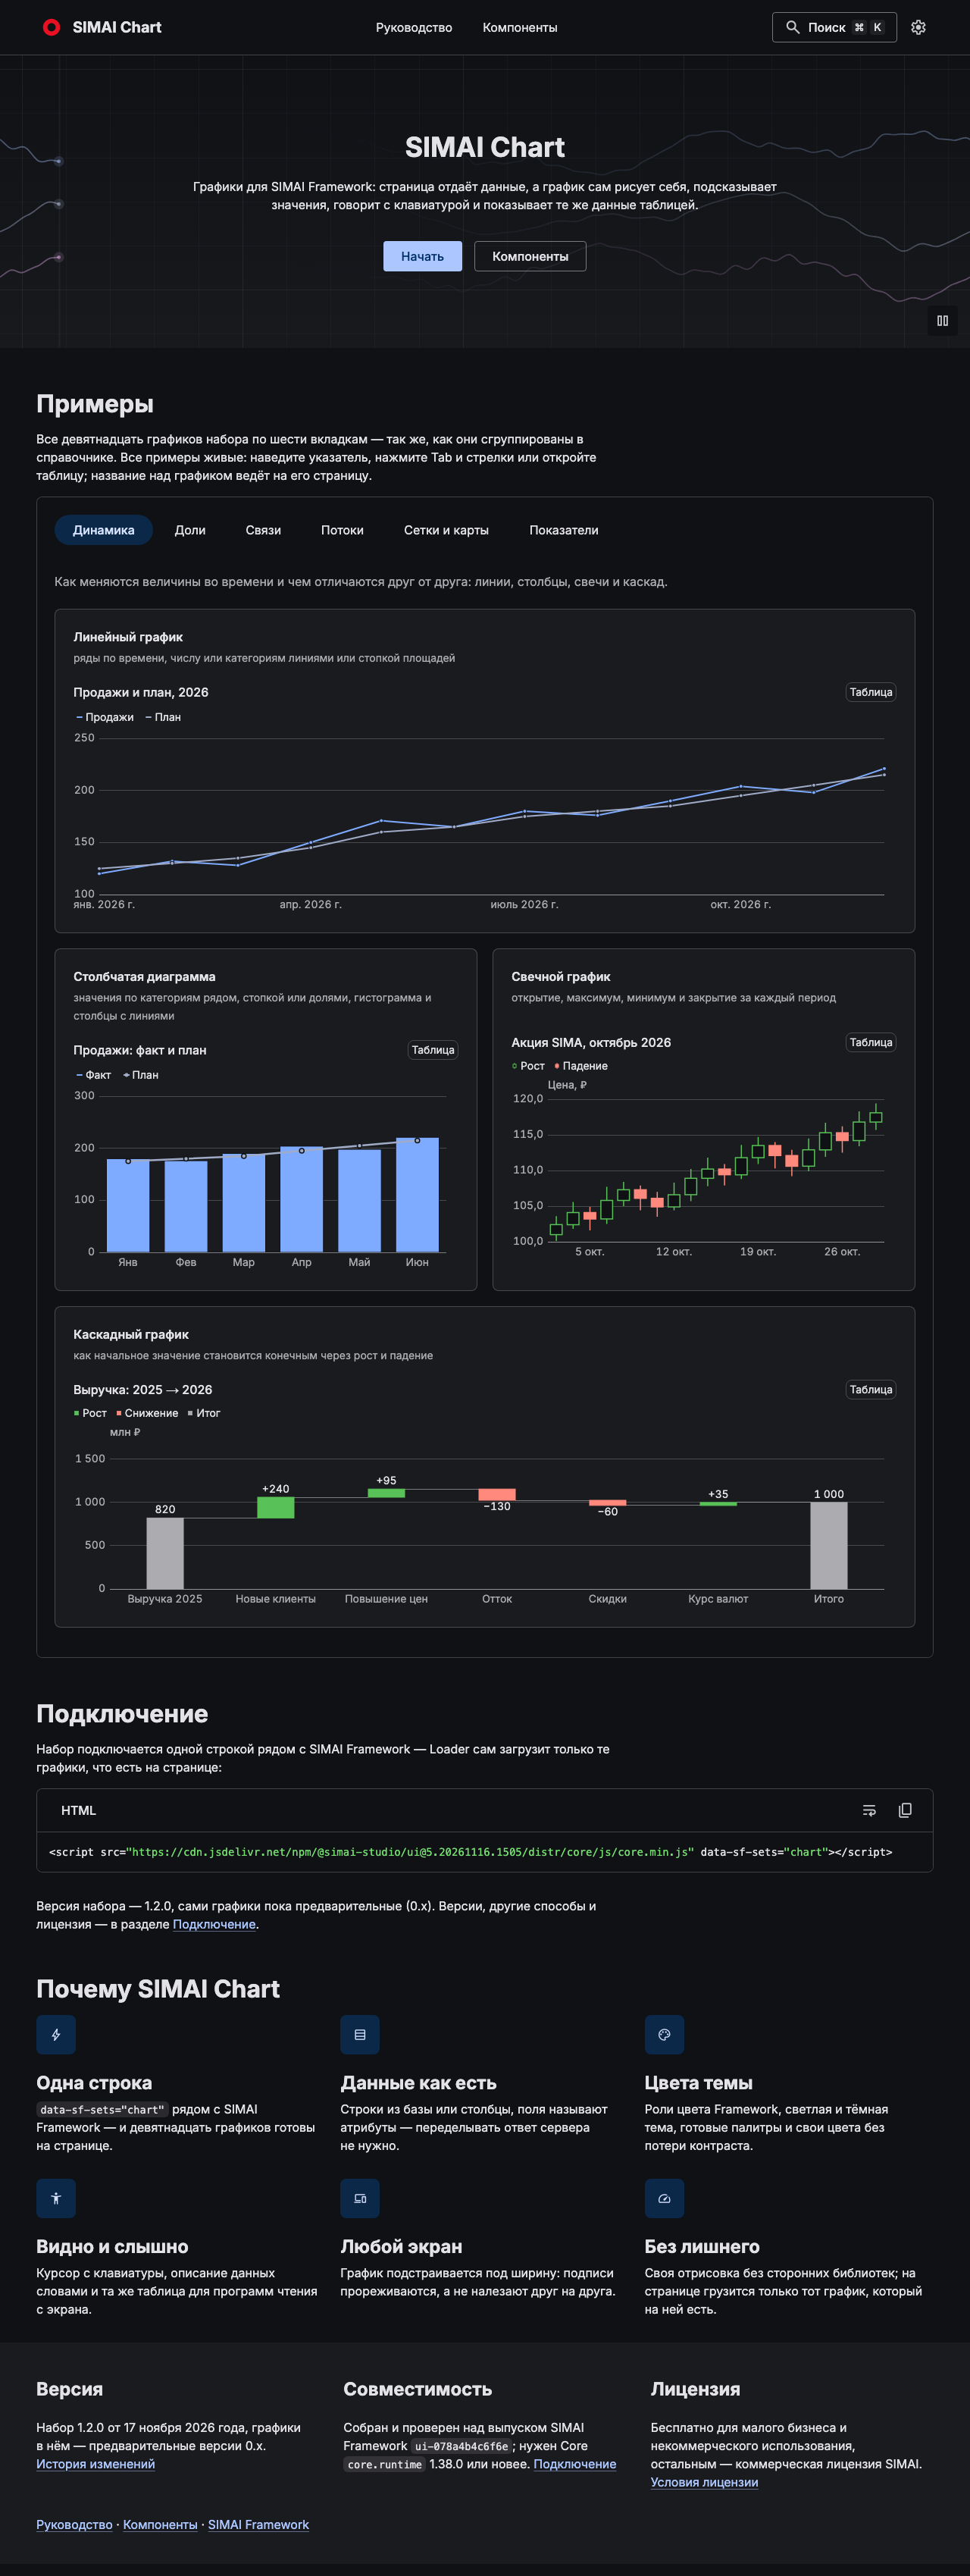 SIMAI Chart
Руководство
Компоненты
Поиск ⌘ K
SIMAI Chart
Графики для SIMAI Framework: страница отдаёт данные, а график сам рисует себя, подсказывает
значения, говорит с клавиатурой и показывает те же данные таблицей.
Начать
Компоненты
Примеры
Все девятнадцать графиков набора по шести вкладкам — так же, как они сгруппированы в
справочнике. Все примеры живые: наведите указатель, нажмите Tab и стрелки или откройте
таблицу; название над графиком ведёт на его страницу.
Динамика
Доли
Связи
Потоки
Сетки и карты
Показатели
Как меняются величины во времени и чем отличаются друг от друга: линии, столбцы, свечи и каскад.
Линейный график
ряды по времени, числу или категориям линиями или стопкой площадей
Продажи и план, 2026
Таблица
Продажи
План
250
200
150
100
янв. 2026 г.
апр. 2026 г.
июль 2026 г.
окт. 2026 г.
Столбчатая диаграмма
значения по категориям рядом, стопкой или долями, гистограмма и
столбцы с линиями
Продажи: факт и план
Таблица
Факт
План
300
200
100
0
Янв
Фев
Мар
Апр
Май
Июн
Свечной график
открытие, максимум, минимум и закрытие за каждый период
Акция SIMA, октябрь 2026
Таблица
Рост
Падение
Цена, ₽
120,0
115,0
110,0
105,0
100,0
5 окт.
12 окт.
19 окт.
26 окт.
Каскадный график
как начальное значение становится конечным через рост и падение
Выручка: 2025 → 2026
Таблица
Рост
Снижение
Итог
млн ₽
1 500
1 000
500
0
820
+240
+95
−130
−60
+35
1 000
Выручка 2025
Новые клиенты
Повышение цен
Отток
Скидки
Курс валют
Итого
Подключение
Набор подключается одной строкой рядом с SIMAI Framework — Loader сам загрузит только те
графики, что есть на странице:
HTML
<script src="https://cdn.jsdelivr.net/npm/@simai-studio/ui@5.20261116.1505/distr/core/js/core.min.js" data-sf-sets="chart"></script>
Версия набора — 1.2.0, сами графики пока предварительные (0.x). Версии, другие способы и
лицензия — в разделе Подключение.
Почему SIMAI Chart
Одна строка
data-sf-sets="chart" рядом с SIMAI
Framework — и девятнадцать графиков готовы
на странице.
Данные как есть
Строки из базы или столбцы, поля называют
атрибуты — переделывать ответ сервера
не нужно.
Цвета темы
Роли цвета Framework, светлая и тёмная
тема, готовые палитры и свои цвета без
потери контраста.
Видно и слышно
Курсор с клавиатуры, описание данных
словами и та же таблица для программ чтения
с экрана.
Любой экран
График подстраивается под ширину: подписи
прореживаются, а не налезают друг на друга.
Без лишнего
Своя отрисовка без сторонних библиотек; на
странице грузится только тот график, который
на ней есть.
Версия
Набор 1.2.0 от 17 ноября 2026 года, графики
в нём — предварительные версии 0.x.
История изменений
Совместимость
Собран и проверен над выпуском SIMAI
Framework ui-078a4b4c6f6e; нужен Core
core.runtime 1.38.0 или новее. Подключение
Лицензия
Бесплатно для малого бизнеса и
некоммерческого использования,
остальным — коммерческая лицензия SIMAI.
Условия лицензии
Руководство · Компоненты · SIMAI Framework